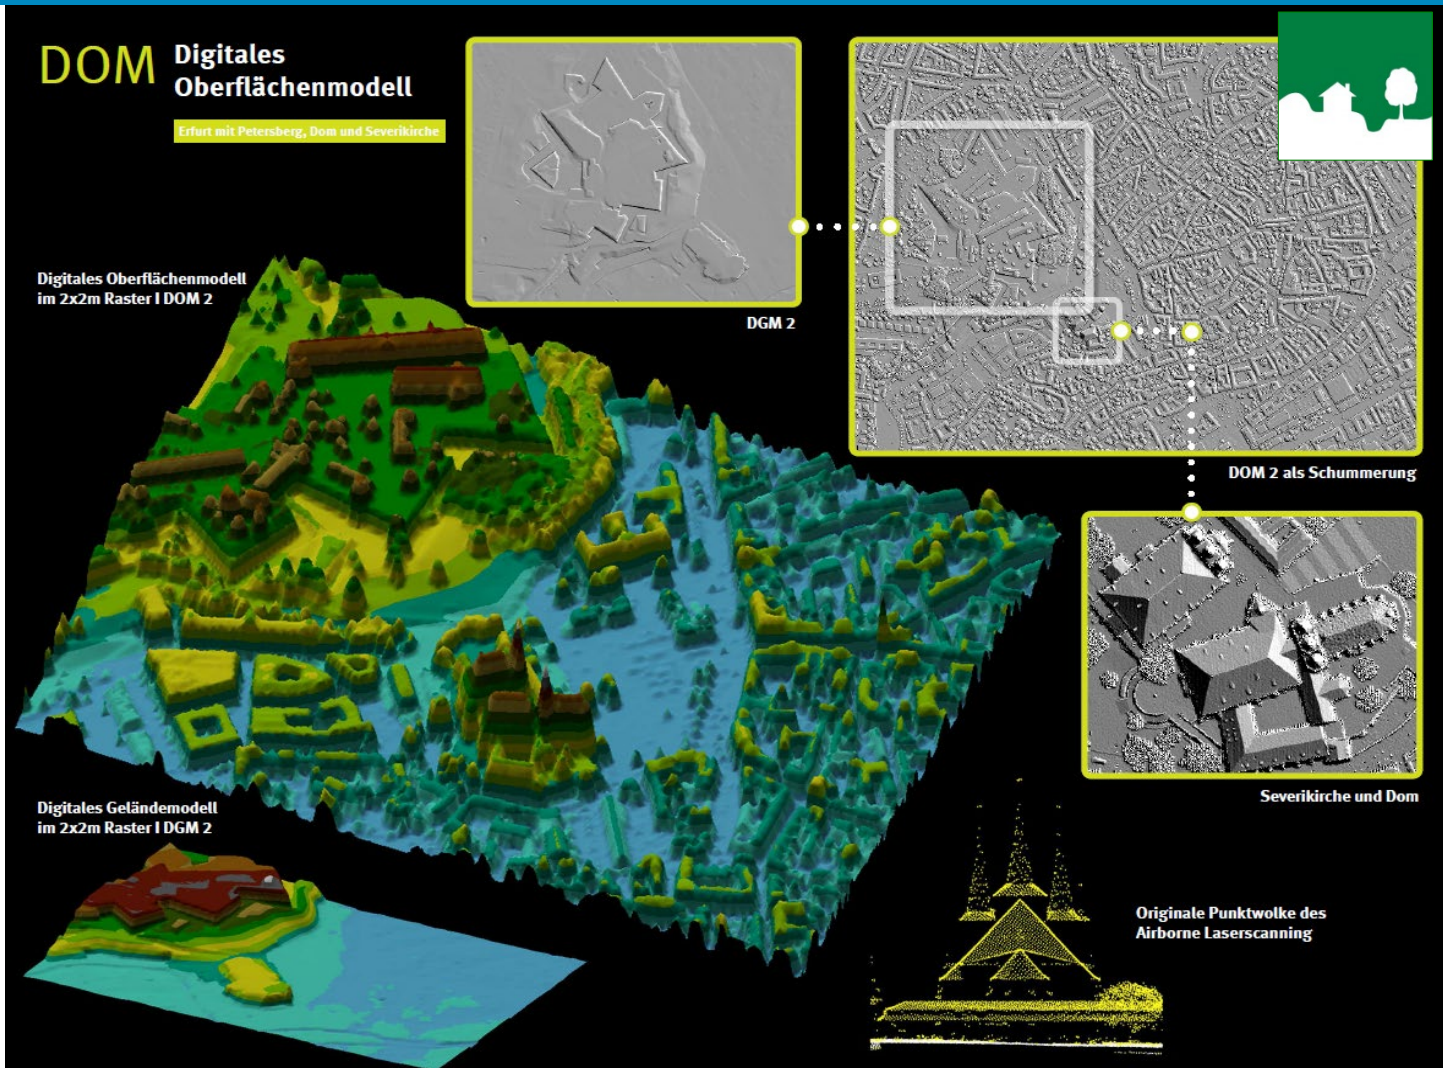 DOM
Digitales
Oberflächenmodell
Erfurt mit Petersberg, Dom und Severikirche
DGM 2
Digitales Oberflächenmodell
im 2x2m Raster I DOM 2
DOM 2 als Schummerung
Severikirche und Dom
Digitales Geländemodell
im 2x2m Raster I DGM 2
Originale Punktwolke des
Airborne Laserscanning